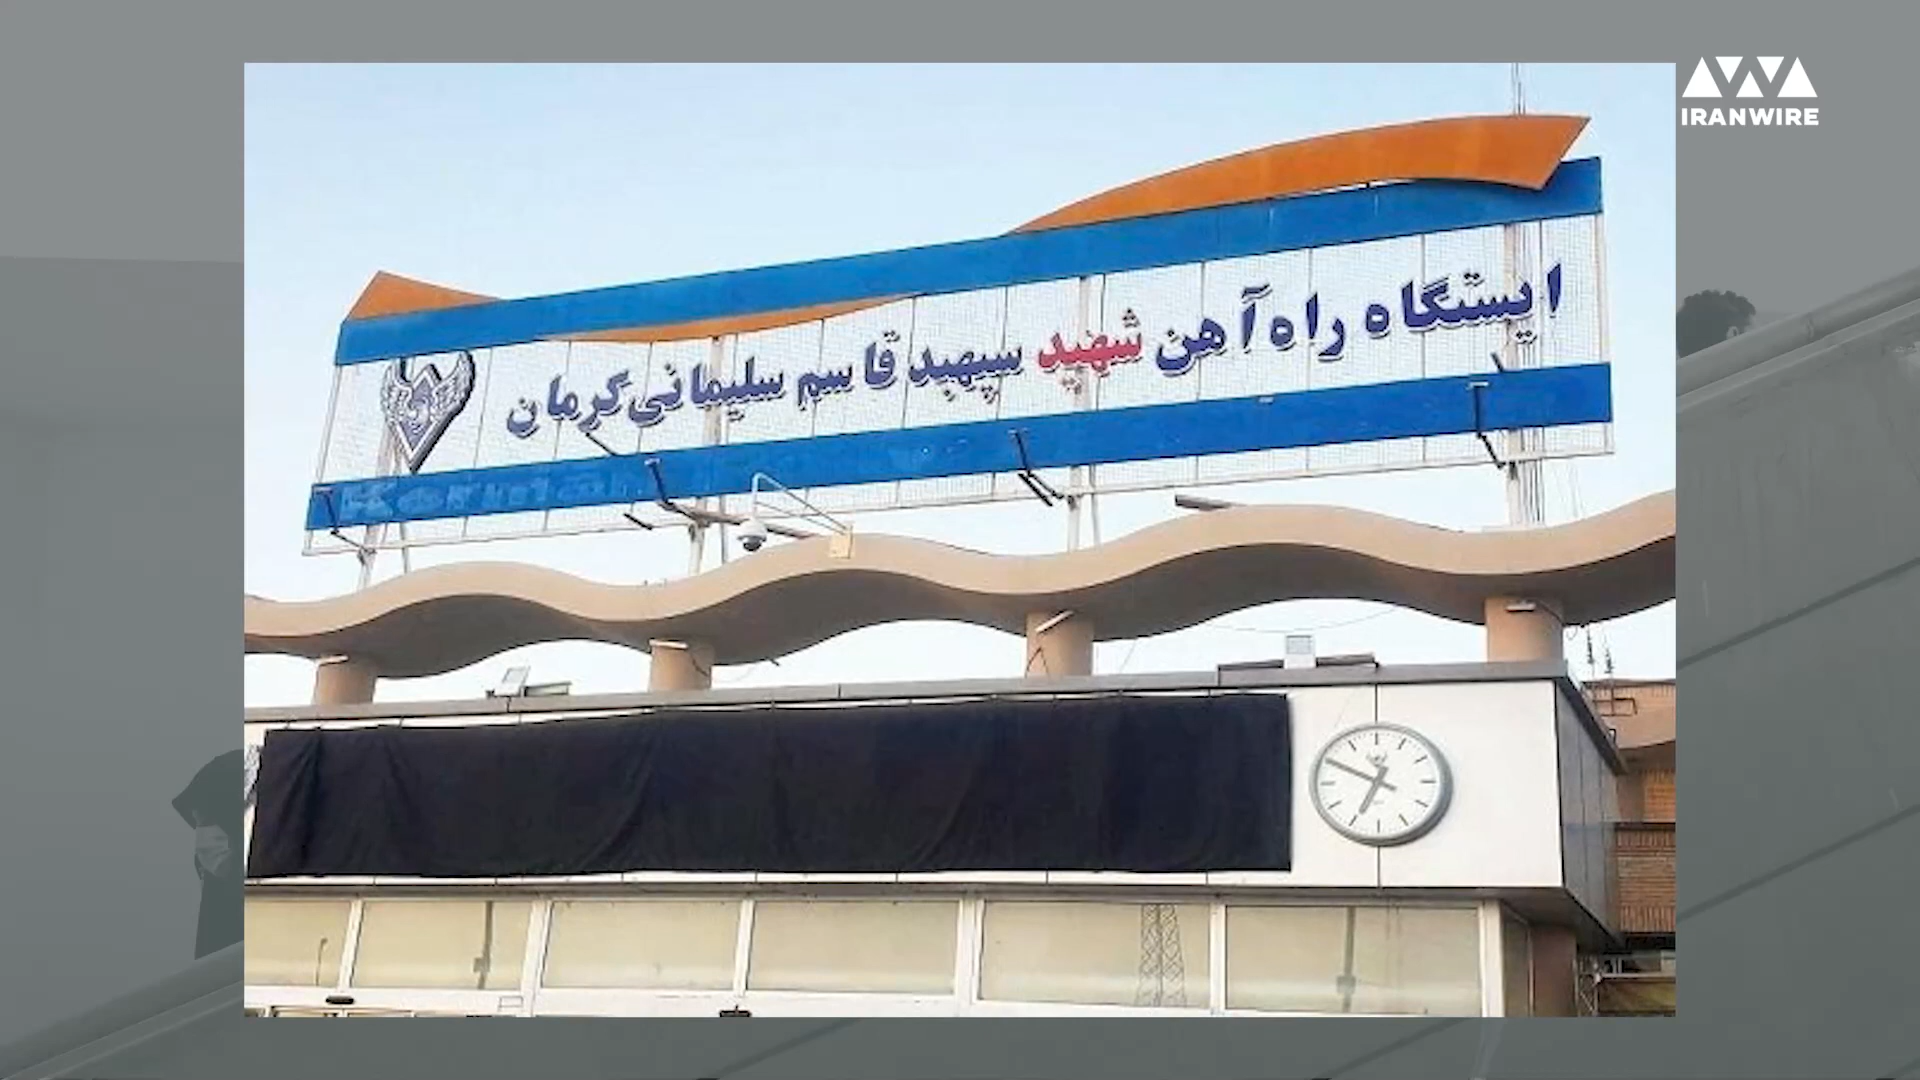 IRANWIRE
ایستگاه راه آهن شهید سپهبد قاسم سلیمانی کرمان